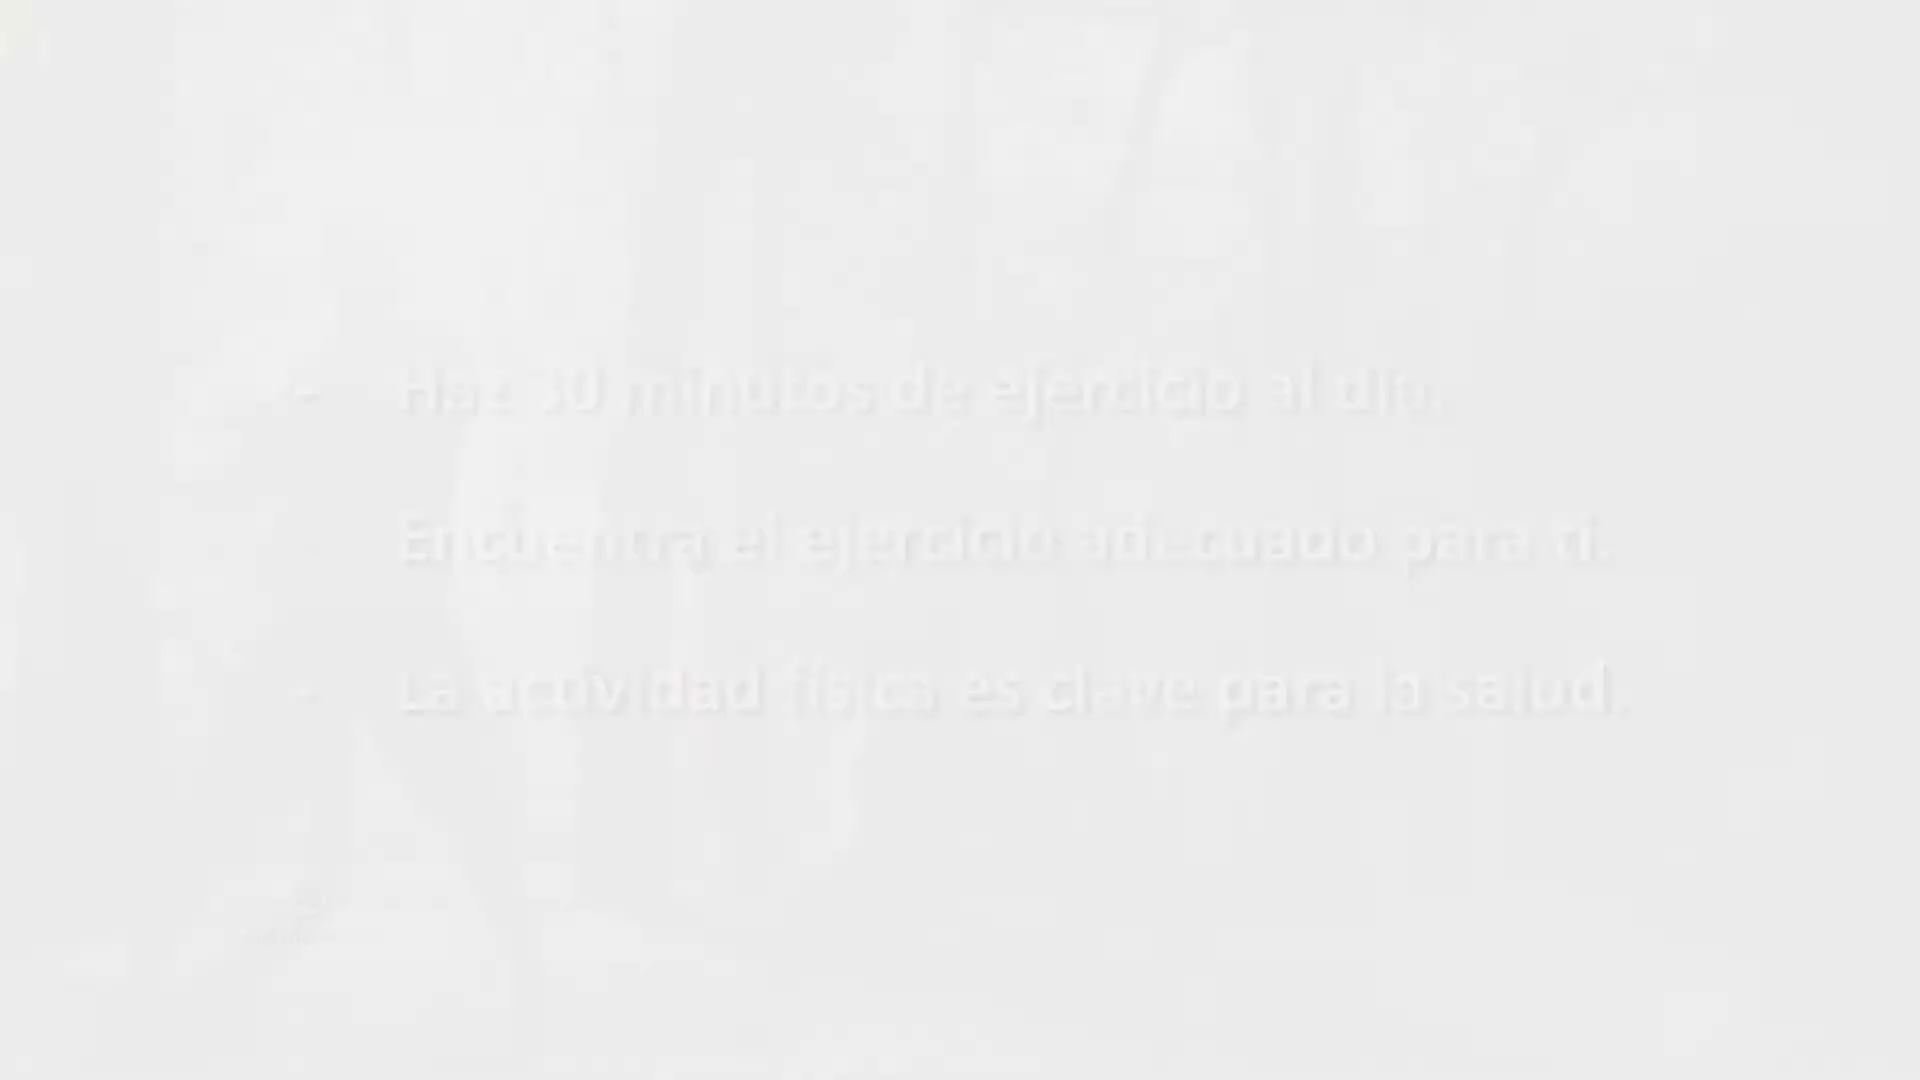 - Haz 30 minutos de ejercicio al día.
Encuentra el ejercicio adecuado para ti.
- La actividad física es clave para la salud.